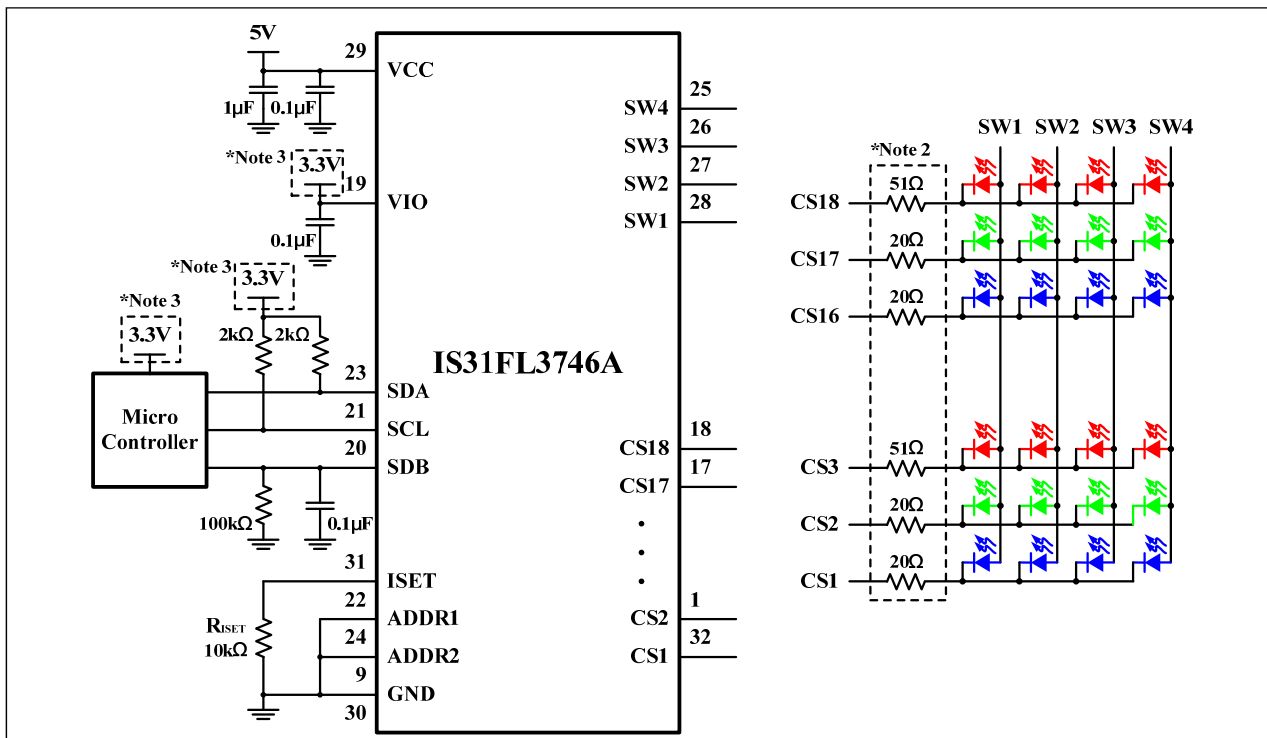 5V
29
VCC
1µF
0.1µF
*Note 3
3.3V
19
VIO
0.1µF
*Note 3
3.3V
*Note 3
3.3V
2kΩ
2kΩ
Micro
Controller
23
SDA
21
SCL
20
SDB
100kΩ
0.1µF
31
ISET
22
ADDR1
RISET
10kΩ
24
ADDR2
9
GND
30
IS31FL3746A
25
SW4
26
SW3
27
SW2
28
SW1
18
CS18
17
CS17
1
CS2
32
CS1
SW1 SW2 SW3 SW4
*Note 2
51Ω
CS18
20Ω
CS17
20Ω
CS16
51Ω
CS3
20Ω
CS2
20Ω
CS1